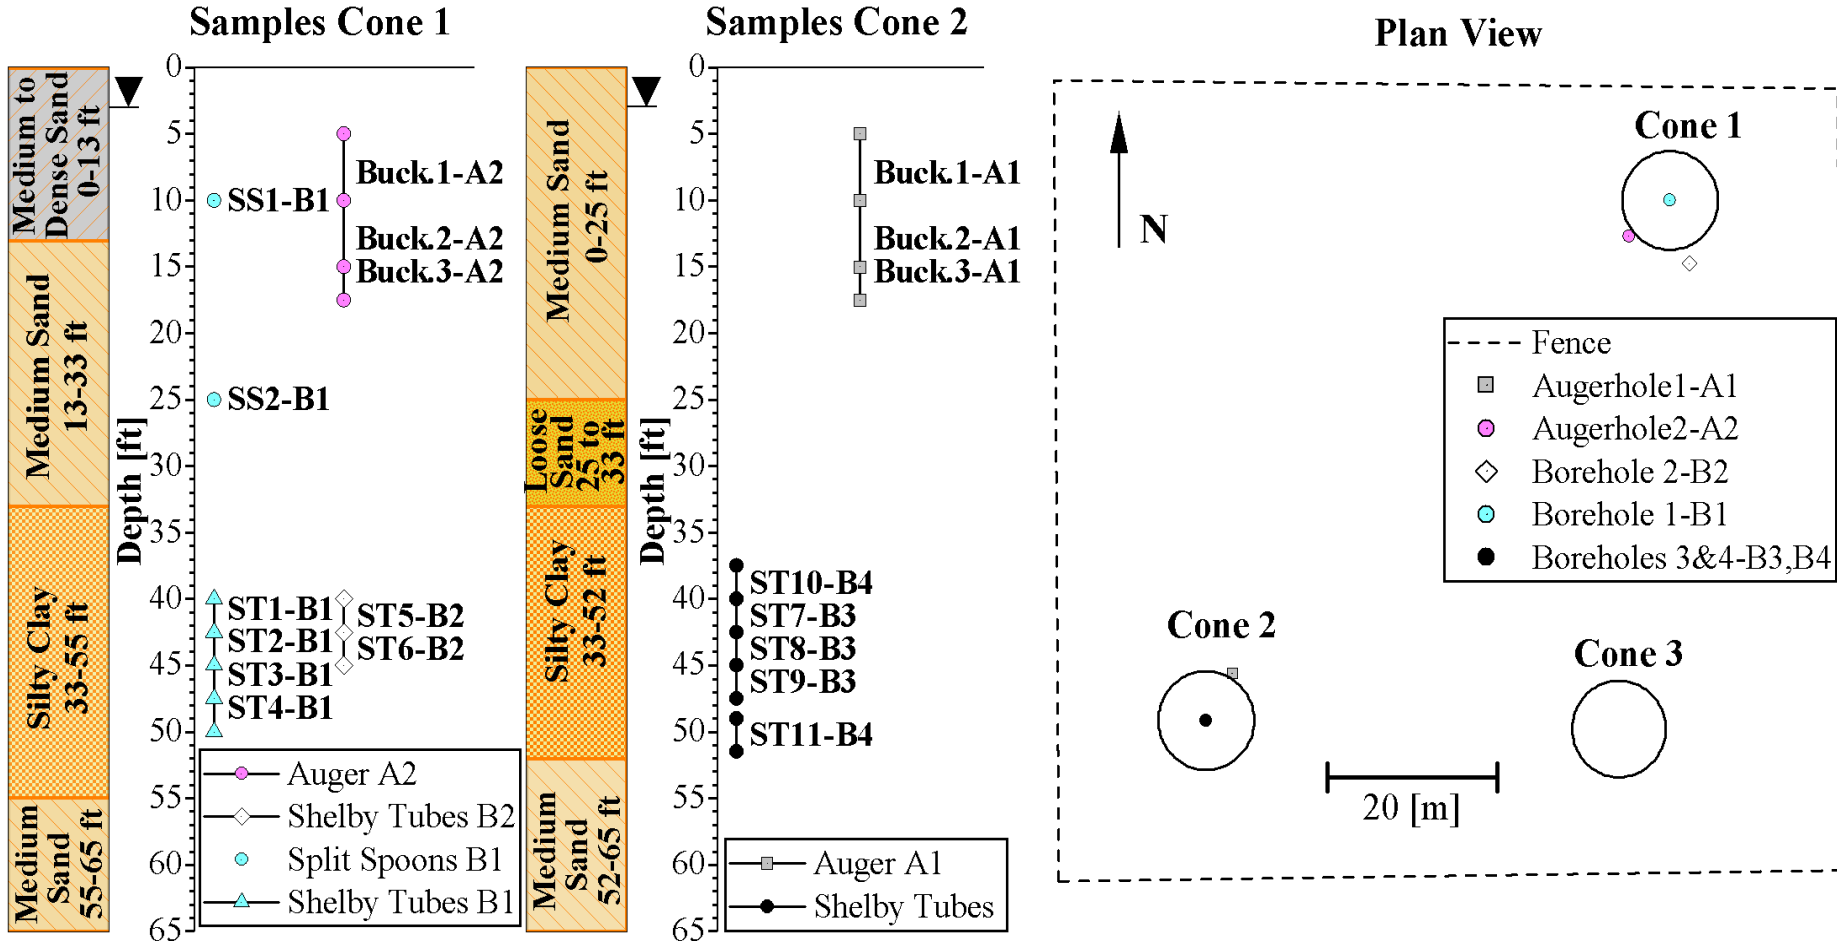 Samples Cone 1
Medium to
Dense Sand
0-13 ft
Medium Sand
13-33 ft
Silty Clay
33-55 ft
Medium
Sand
55-65 ft
Depth [ft]
0
5
10
15
20
25
30
35
40
45
50
55
60
65
Buck.1-A2
SS1-B1
Buck.2-A2
Buck.3-A2
SS2-B1
ST1-B1
ST5-B2
ST2-B1
ST6-B2
ST3-B1
ST4-B1
Auger A2
Shelby Tubes B2
Split Spoons B1
Shelby Tubes B1
Samples Cone 2
Medium Sand
0-25 ft
Loose
Sand
25 to
33 ft
Silty Clay
33-52 ft
Medium
Sand
52-65 ft
Depth [ft]
0
5
10
15
20
25
30
35
40
45
50
55
60
65
Buck.1-A1
Buck.2-A1
Buck.3-A1
ST10-B4
ST7-B3
ST8-B3
ST9-B3
ST11-B4
Auger A1
Shelby Tubes
Plan View
N
Cone 1
Fence
Augerhole1-A1
Augerhole2-A2
Borehole 2-B2
Borehole 1-B1
Boreholes 3&4-B3,B4
Cone 2
Cone 3
20 [m]